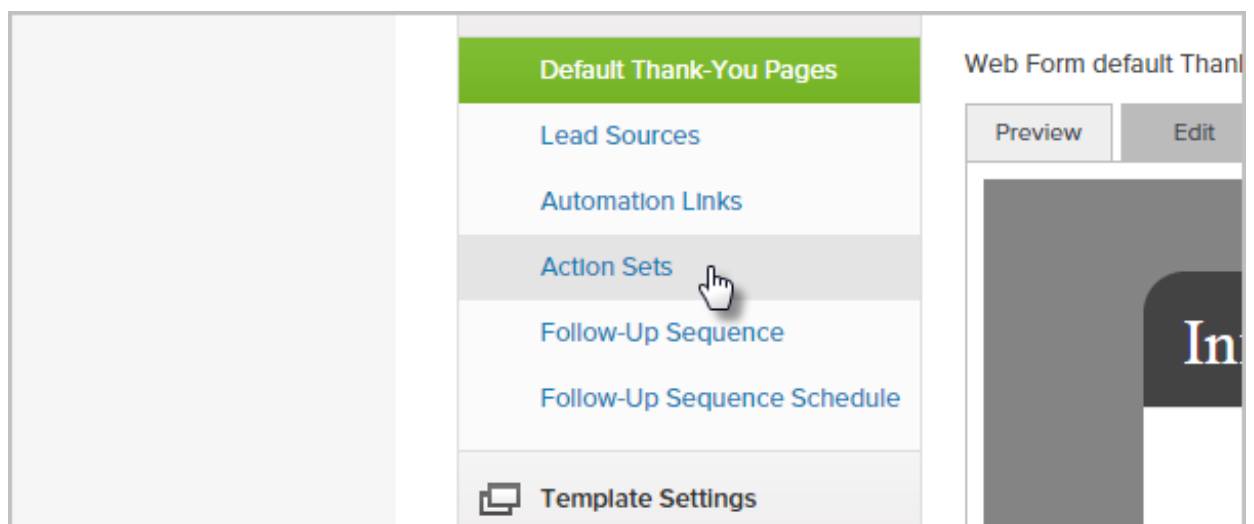 Default Thank-You Pages
Lead Sources
Automation Links
Action Sets
Follow-Up Sequence
Follow-Up Sequence Schedule
Template Settings
Web Form default
Preview
Edit